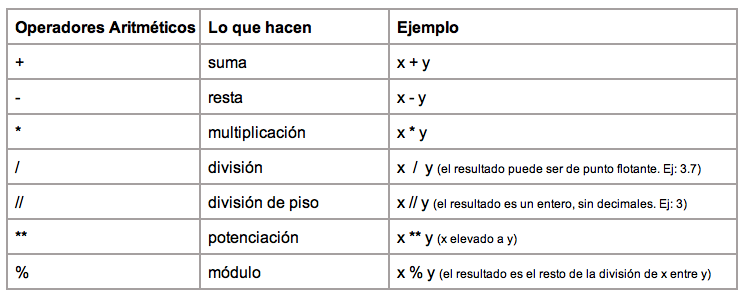 Operadores Aritméticos Lo que hacen Ejemplo
+ suma x + y
- resta x - y
* multiplicación x * y
/ división x / y (el resultado puede ser de punto flotante. Ej: 3.7)
// división de piso x // y (el resultado es un entero, sin decimales. Ej: 3)
** potenciación x ** y (x elevado a y)
% módulo x % y (el resultado es el resto de la división de x entre y)